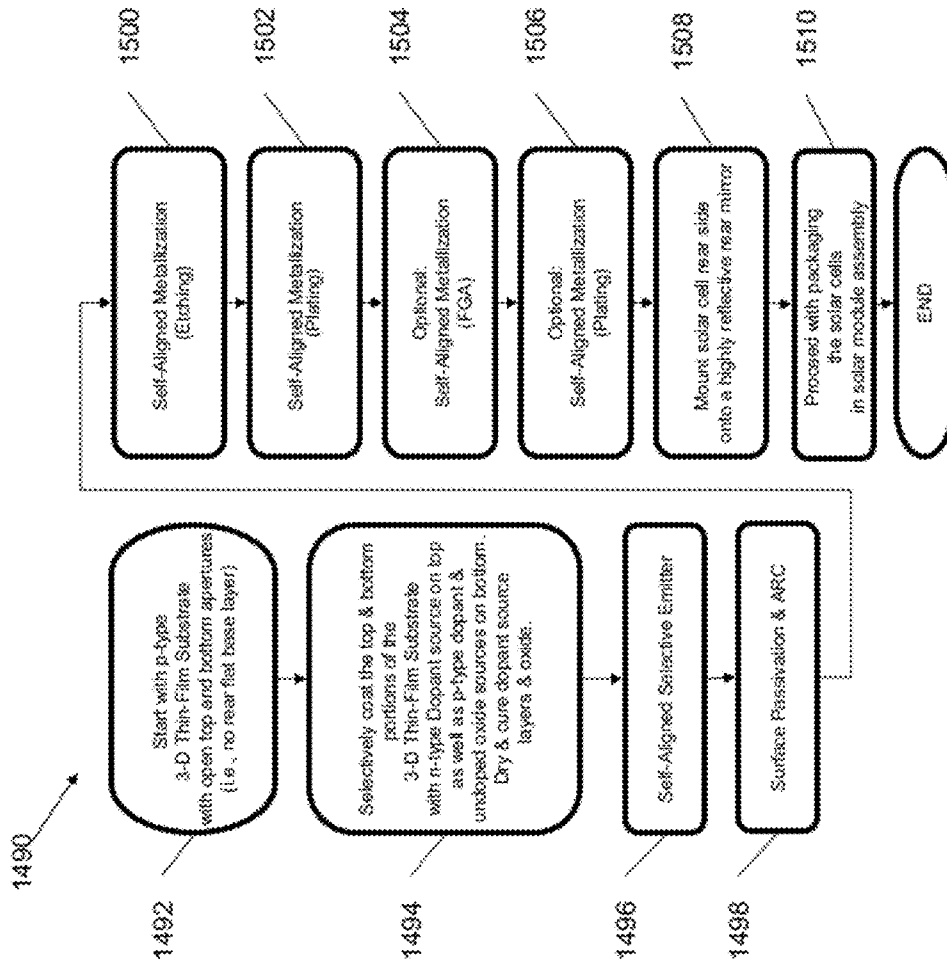 1490
1492
Start with p-type
3-D Thin-Film Substrate
with open top and bottom apertures
(i.e., no rear flat base layer)
1494
Selectively coat the top & bottom
portions of the
3-D Thin-Film Substrate
with n-type Dopant source on top
as well as p-type dopant &
undoped oxide sources on bottom.
Dry & cure dopant source
layers & oxide.
1496
Self-Aligned Selective Emitter
1498
Surface Passivation & ARC
1500
Self-Aligned Metallization
(Etching)
1502
Self-Aligned Metallization
(Plating)
1504
Optional:
Self-Aligned Metallization
(FGA)
1506
Optional:
Self-Aligned Metallization
(Plating)
1508
Mount solar cell rear side
onto a highly reflective rear mirror
1510
Proceed with packaging
the solar cells
in solar module assembly
END